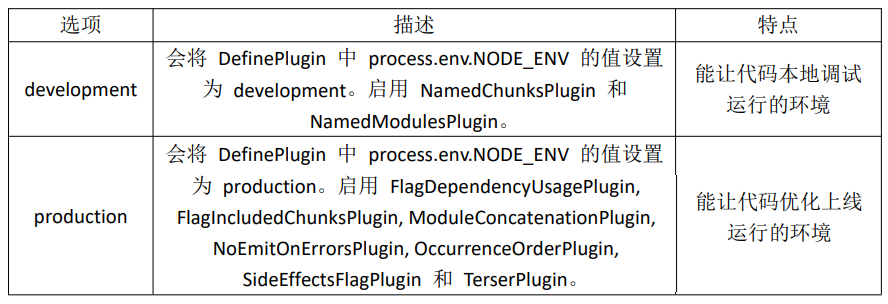 选项 描述 特点
development
会将 DefinePlugin 中 process.env.NODE_ENV 的值设置
为 development。启用 NamedChunksPlugin 和
NamedModulesPlugin。
能让代码本地调试
运行的环境
production
会将 DefinePlugin 中 process.env.NODE_ENV 的值设置
为 production。启用 FlagDependencyUsagePlugin,
FlagIncludedChunksPlugin, ModuleConcatenationPlugin,
NoEmitOnErrorsPlugin, OccurrenceOrderPlugin,
SideEffectsFlagPlugin 和 TerserPlugin。
能让代码优化上线
运行的环境